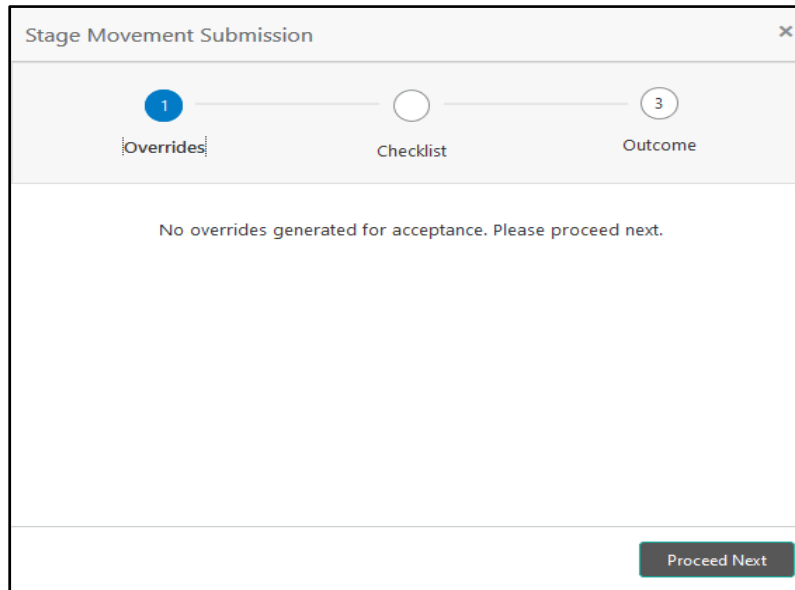 Stage Movement Submission
×
1
3
Overrides
Checklist
Outcome
No overrides generated for acceptance. Please proceed next.
Proceed Next